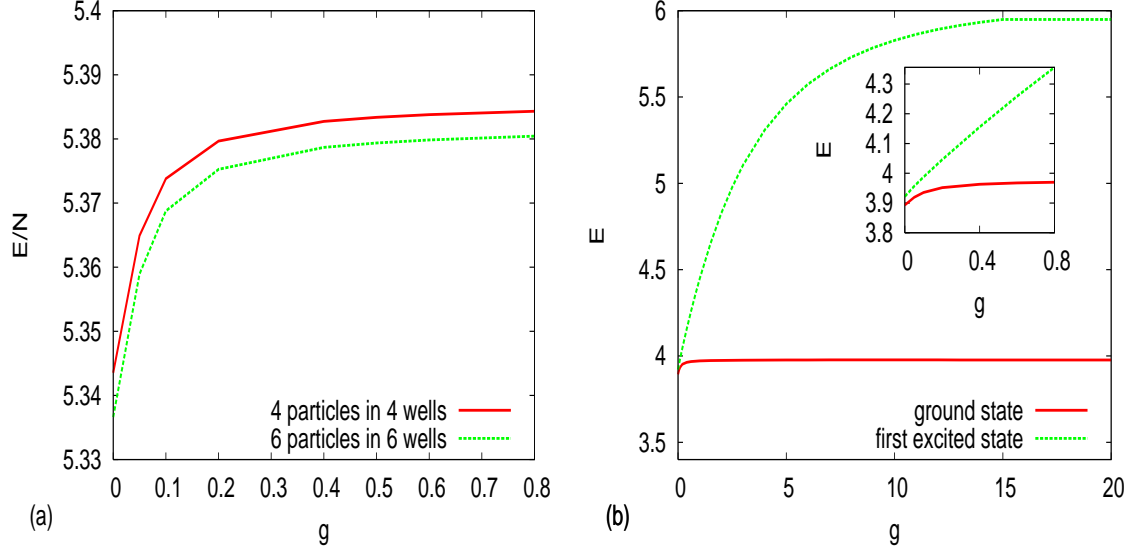 5.4
5.39
5.38
5.37
5.36
5.35
5.34
5.33
E/N
4 particles in 4 wells
6 particles in 6 wells
0 0.1 0.2 0.3 0.4 0.5 0.6 0.7 0.8
(a)
g
6
5.5
5
4.5
4
3.5
E
4.3
4.2
4.1
4
3.9
3.8
E
0 0.4 0.8
g
ground state
first excited state
0 5 10 15 20
(b)
g